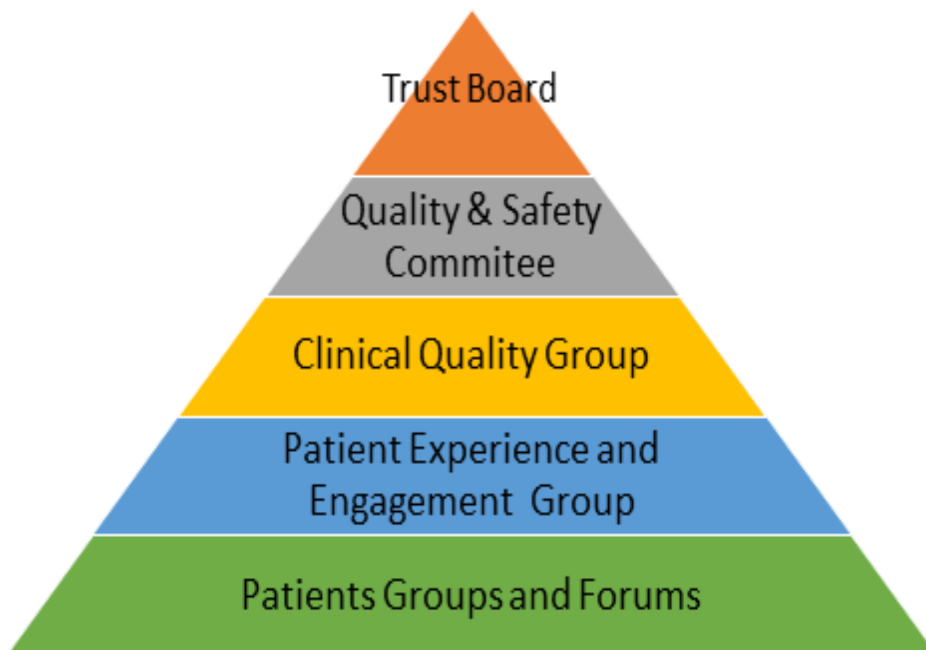 Trust Board
Quality & Safety
Commitee
Clinical Quality Group
Patient Experience and
Engagement Group
Patients Groups and Forums